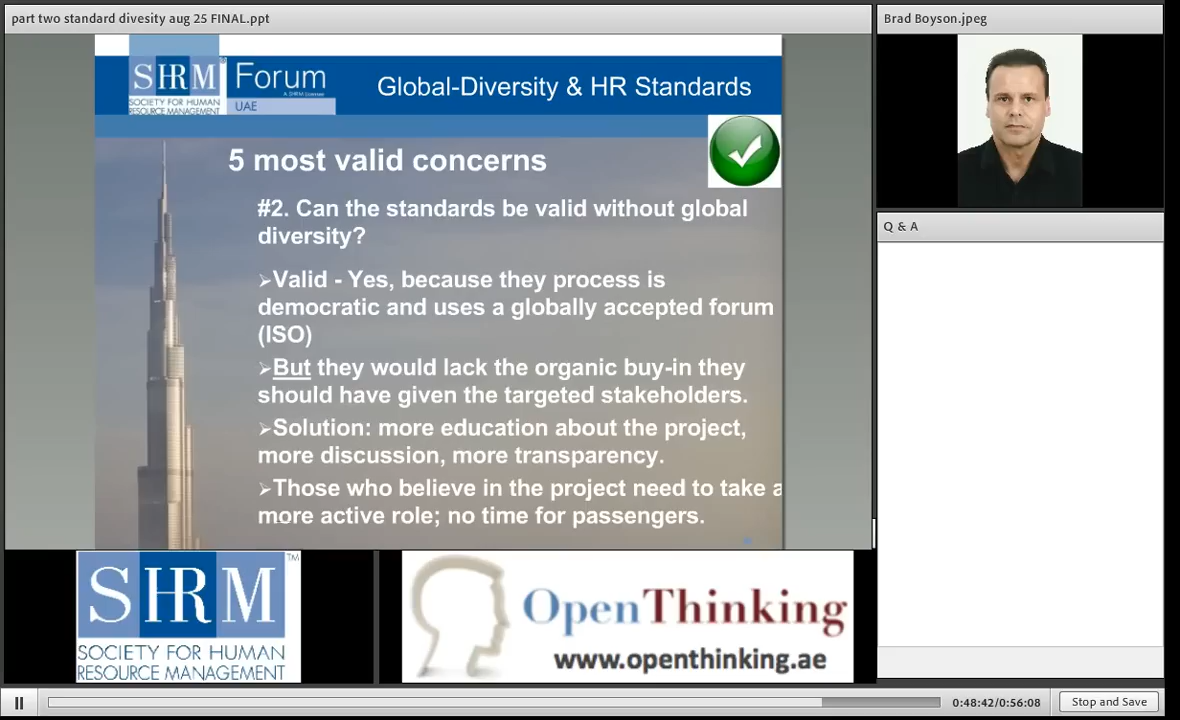 part two standard divesity aug 25 FINAL.ppt
Brad Boyson.jpeg
SHRM
SOCIETY FOR HUMAN
RESOURCE MANAGEMENT
Forum
UAE
Global-Diversity & HR Standards
5 most valid concerns
#2. Can the standards be valid without global
diversity?
➢Valid - Yes, because they process is
democratic and uses a globally accepted forum
(ISO)
➢But they would lack the organic buy-in they
should have given the targeted stakeholders.
➢Solution: more education about the project,
more discussion, more transparency.
➢Those who believe in the project need to take a
more active role; no time for passengers.
Q & A
SHRM™
SOCIETY FOR HUMAN
RESOURCE MANAGEMENT
OpenThinking
www.openthinking.ae
0:48:42/0:56:08
Stop and Save